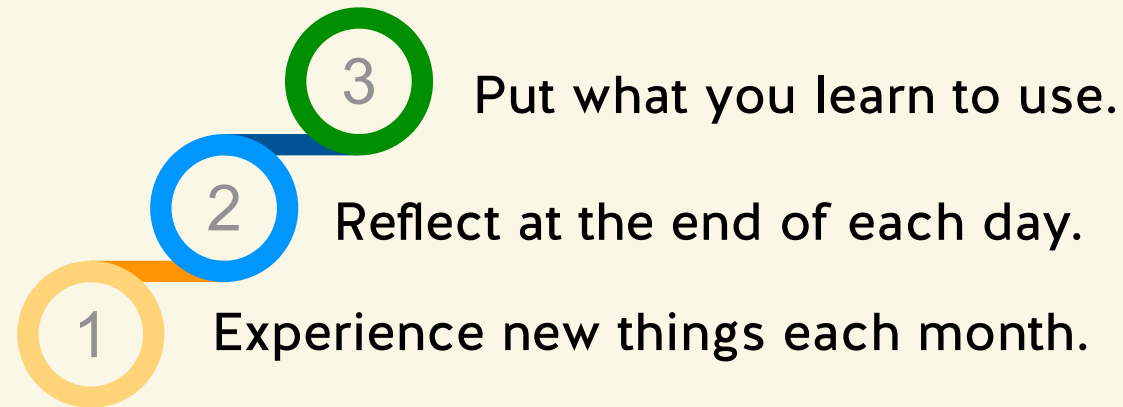 3 Put what you learn to use.
2 Reflect at the end of each day.
1 Experience new things each month.